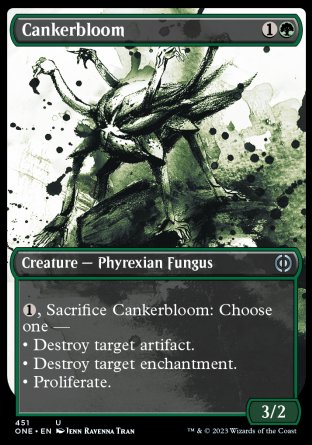 Cankerbloom 1
Creature — Phyrexian Fungus
1, Sacrifice Cankerbloom: Choose
one —
• Destroy target artifact.
• Destroy target enchantment.
• Proliferate.
3/2
451 U
ONE • EN Jenn Ravenna Tran
™ & © 2023 Wizards of the Coast